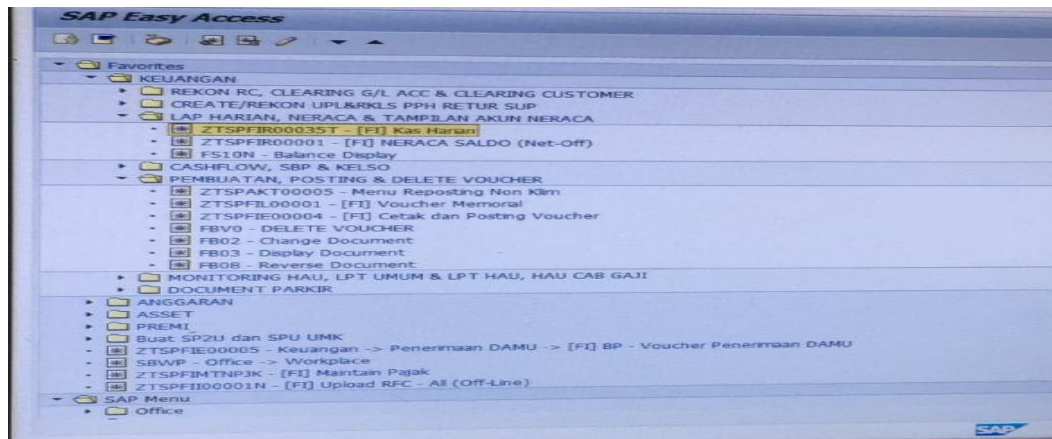 SAP Easy Access
Favorites
KEUANGAN
REKON RC, CLEARING G/L ACC & CLEARING CUSTOMER
CREATE/REKON UPL&RKLS PPH RETUR SUP
LAP HARIAN, NERACA & TAMPILAN AKUN NERACA
ZTSPFIR00035T - [FI] Kas Harian
ZTSPFIR00001 - [FI] NERACA SALDO (Net-Off)
FS10N - Balance Display
CASHFLOW, SBP & KELSO
PEMBUATAN, POSTING & DELETE VOUCHER
ZTSPAKT00005 - Menu Reposting Non Klim
ZTSPFIL00001 - [FI] Voucher Memorial
ZTSPFIE00004 - [FI] Cetak dan Posting Voucher
FBV0 - DELETE VOUCHER
FB02 - Change Document
FB03 - Display Document
FB08 - Reverse Document
MONITORING HAU, LPT UMUM & LPT HAU, HAU CAB GAJI
DOCUMENT PARKIR
ANGGARAN
ASSET
PREMI
Buat SP2U dan SPU UMK
ZTSPFIE00005 - Keuangan -> Penerimaan DAMU -> [FI] BP - Voucher Penerimaan DAMU
SBWP - Office -> Workplace
ZTSPFIMTNPJK - [FI] Maintain Pajak
ZTSPFII00001N - [FI] Upload RFC - All (Off-Line)
SAP Menu
Office
SAP